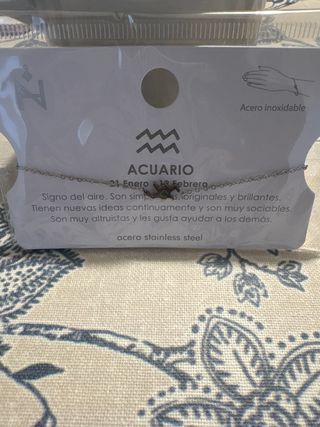 Z
Acero inoxidable
ACUARIO
21 Enero Febrero
Signo del aire. Son originales y brillantes.
Tienen nuevas ideas continuamente y son muy sociables.
Son muy altruistas y les gusta ayudar a los demás.
acero stainless steel